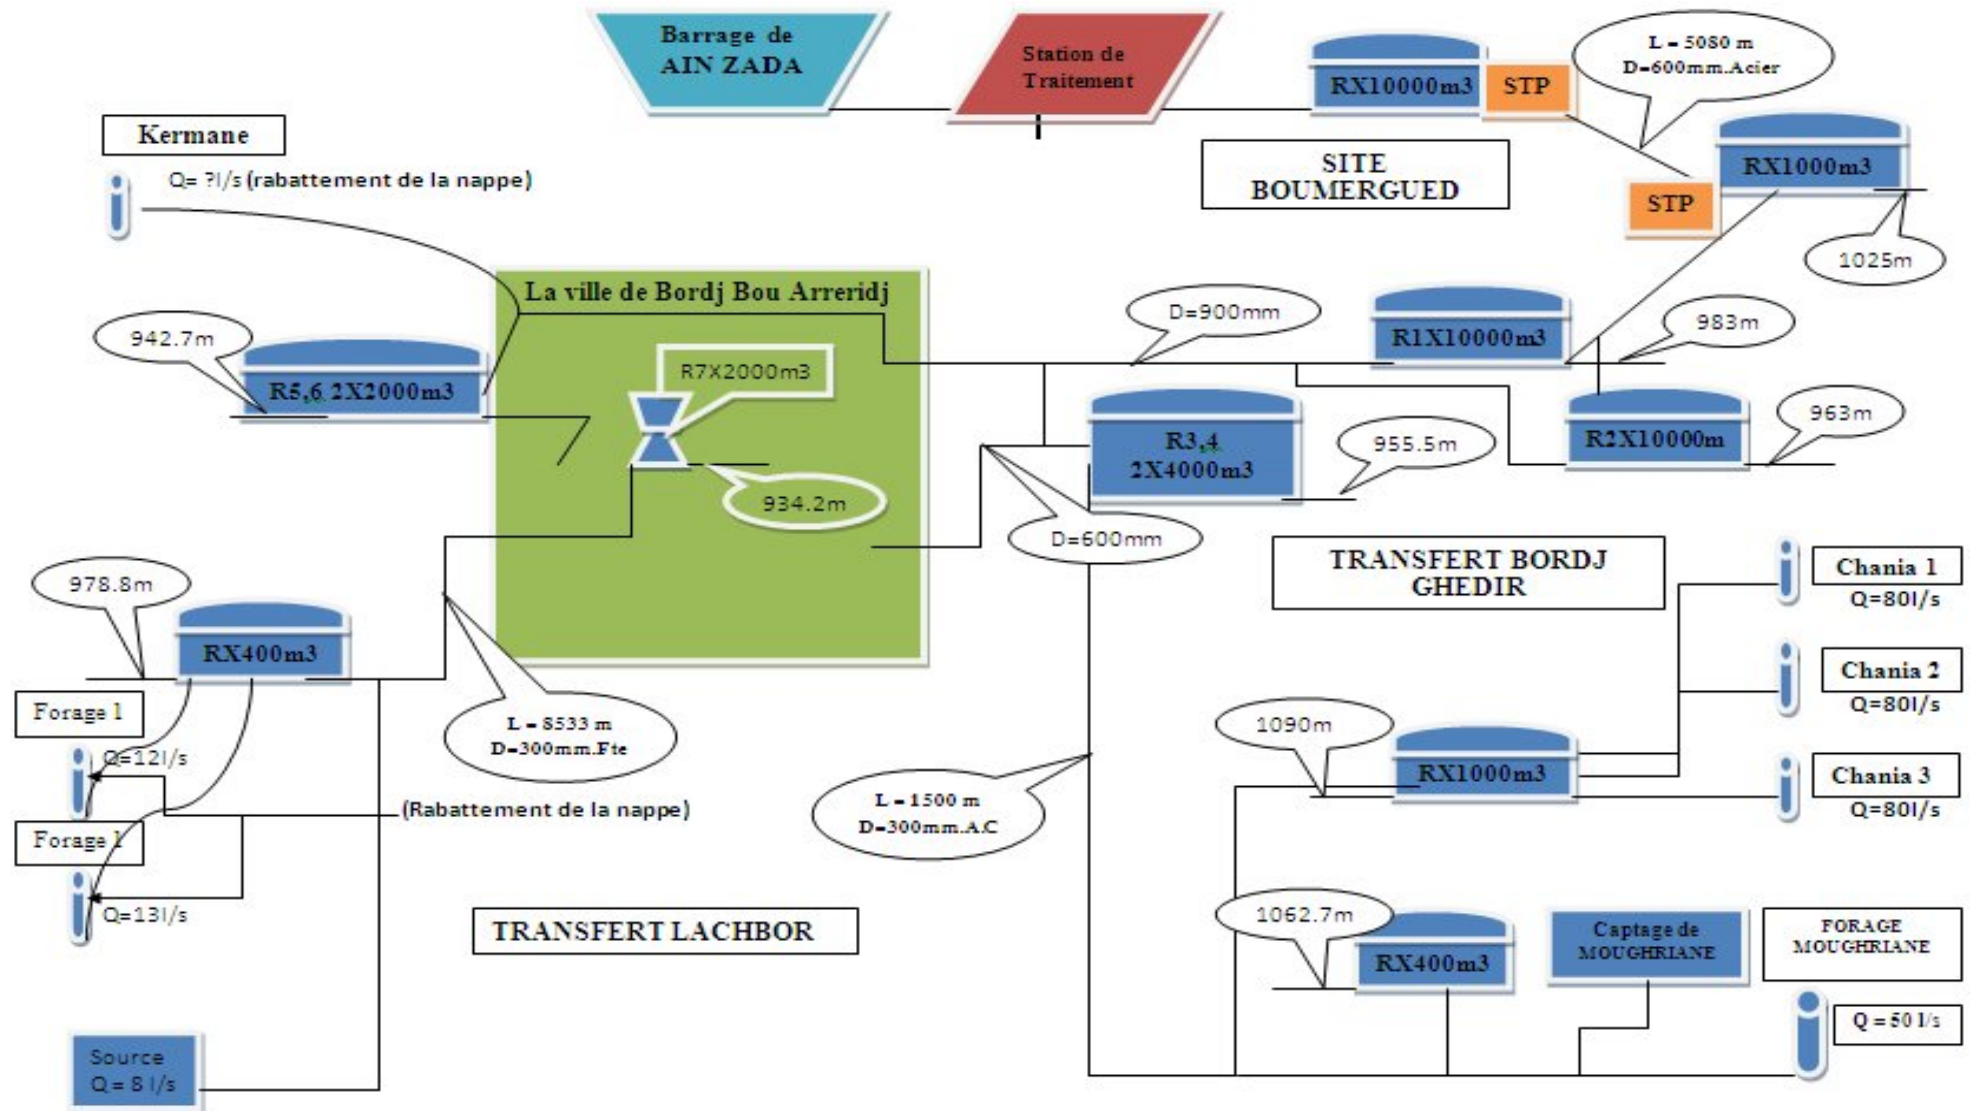 Barrage de
AIN ZADA
Station de
Traitement
RX10000m3
STP
L = 5080 m
D=600mm.Acier
Kermane
Q= ?l/s (rabattement de la nappe)
SITE
BOUMERGUED
RX1000m3
STP
1025m
La ville de Bordj Bou Arreridj
942.7m
R5,6 2X2000m3
R7X2000m3
934.2m
D=900mm
R1X10000m3
983m
R3,4
2X4000m3
955.5m
R2X10000m
963m
D=600mm
TRANSFERT BORDJ
GHEDIR
Chania 1
Q=80l/s
Chania 2
Q=80l/s
Chania 3
Q=80l/s
978.8m
RX400m3
Forage 1
Q=12l/s
L = 8533 m
D=300mm.Fte
(Rabattement de la nappe)
Forage 1
Q=13l/s
TRANSFERT LACHBOR
Source
Q = 8 l/s
L = 1500 m
D=300mm.A.C
1090m
RX1000m3
1062.7m
RX400m3
Captage de
MOUGHRIANE
FORAGE
MOUGHRIANE
Q = 50 l/s